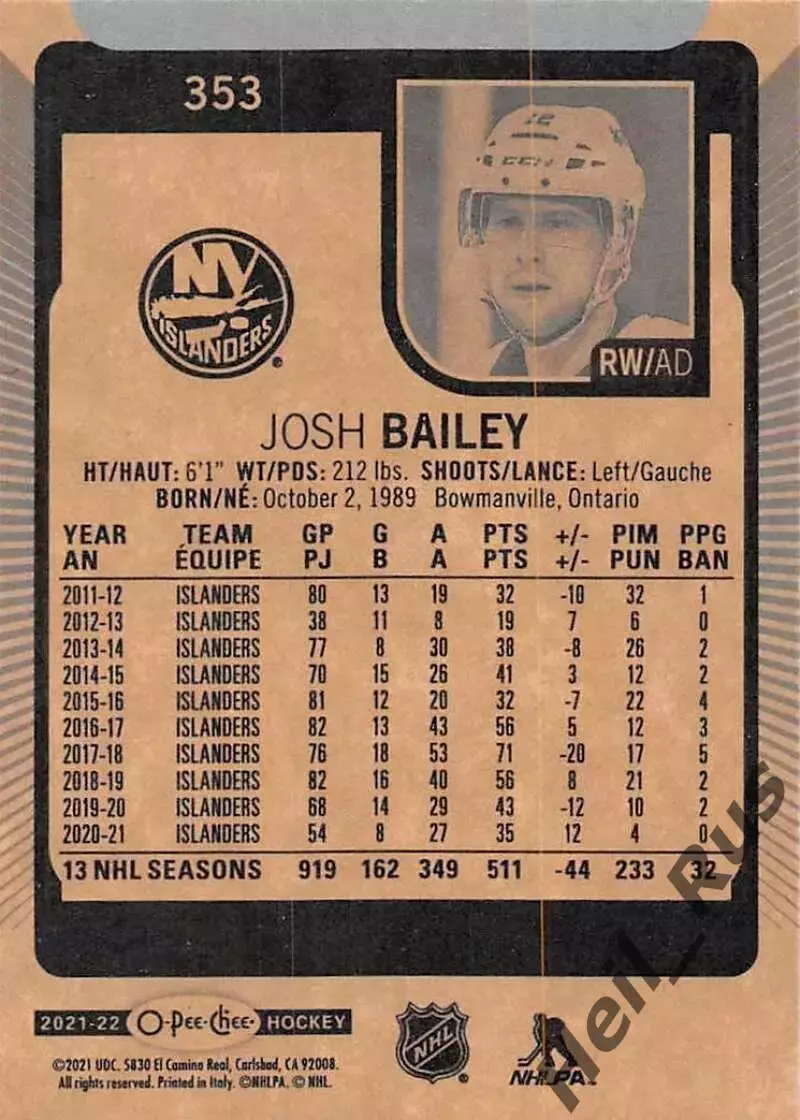 353
12
CCM
NY
ISLANDERS
RW/AD
JOSH BAILEY
HT/HAUT: 6'1" WT/PDS: 212 lbs. SHOOTS/LANCE: Left/Gauche
BORN/NÉ: October 2, 1989 Bowmanville, Ontario
YEAR TEAM GP G A PTS +/- PIM PPG
AN ÉQUIPE PJ B A PTS +/- PUN BAN
2011-12 ISLANDERS 80 13 19 32 -10 32 1
2012-13 ISLANDERS 38 11 8 19 7 6 0
2013-14 ISLANDERS 77 8 30 38 -8 26 2
2014-15 ISLANDERS 70 15 26 41 3 12 2
2015-16 ISLANDERS 81 12 20 32 -7 22 4
2016-17 ISLANDERS 82 13 43 56 5 12 3
2017-18 ISLANDERS 76 18 53 71 -20 17 5
2018-19 ISLANDERS 82 16 40 56 8 21 2
2019-20 ISLANDERS 68 14 29 43 -12 10 2
2020-21 ISLANDERS 54 8 27 35 12 4 0
13 NHL SEASONS 919 162 349 511 -44 233 32
2021-22 O-Pee-Chee HOCKEY
NHL
NHLPA
©2021 UDC. 5830 El Camino Real, Carlsbad, CA 92008.
All rights reserved. Printed in Italy. ©NHLPA. © NHL.
Neil_Rus